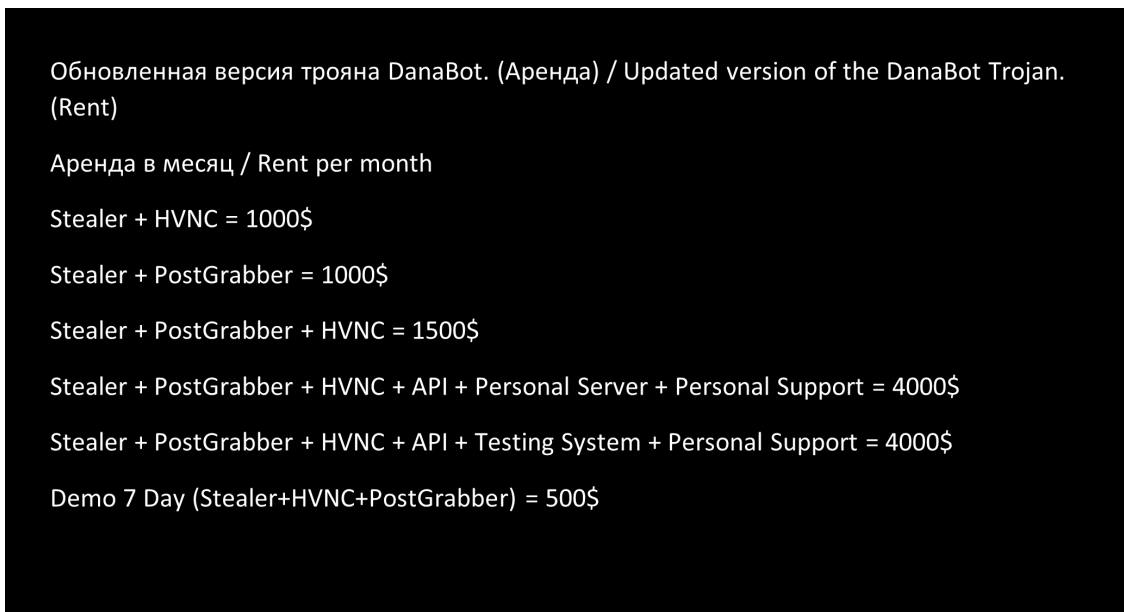 Обновленная версия трояна DanaBot. (Аренда) / Updated version of the DanaBot Trojan.
(Rent)
Аренда в месяц / Rent per month
Stealer + HVNC = 1000$
Stealer + PostGrabber = 1000$
Stealer + PostGrabber + HVNC = 1500$
Stealer + PostGrabber + HVNC + API + Personal Server + Personal Support = 4000$
Stealer + PostGrabber + HVNC + API + Testing System + Personal Support = 4000$
Demo 7 Day (Stealer+HVNC+PostGrabber) = 500$